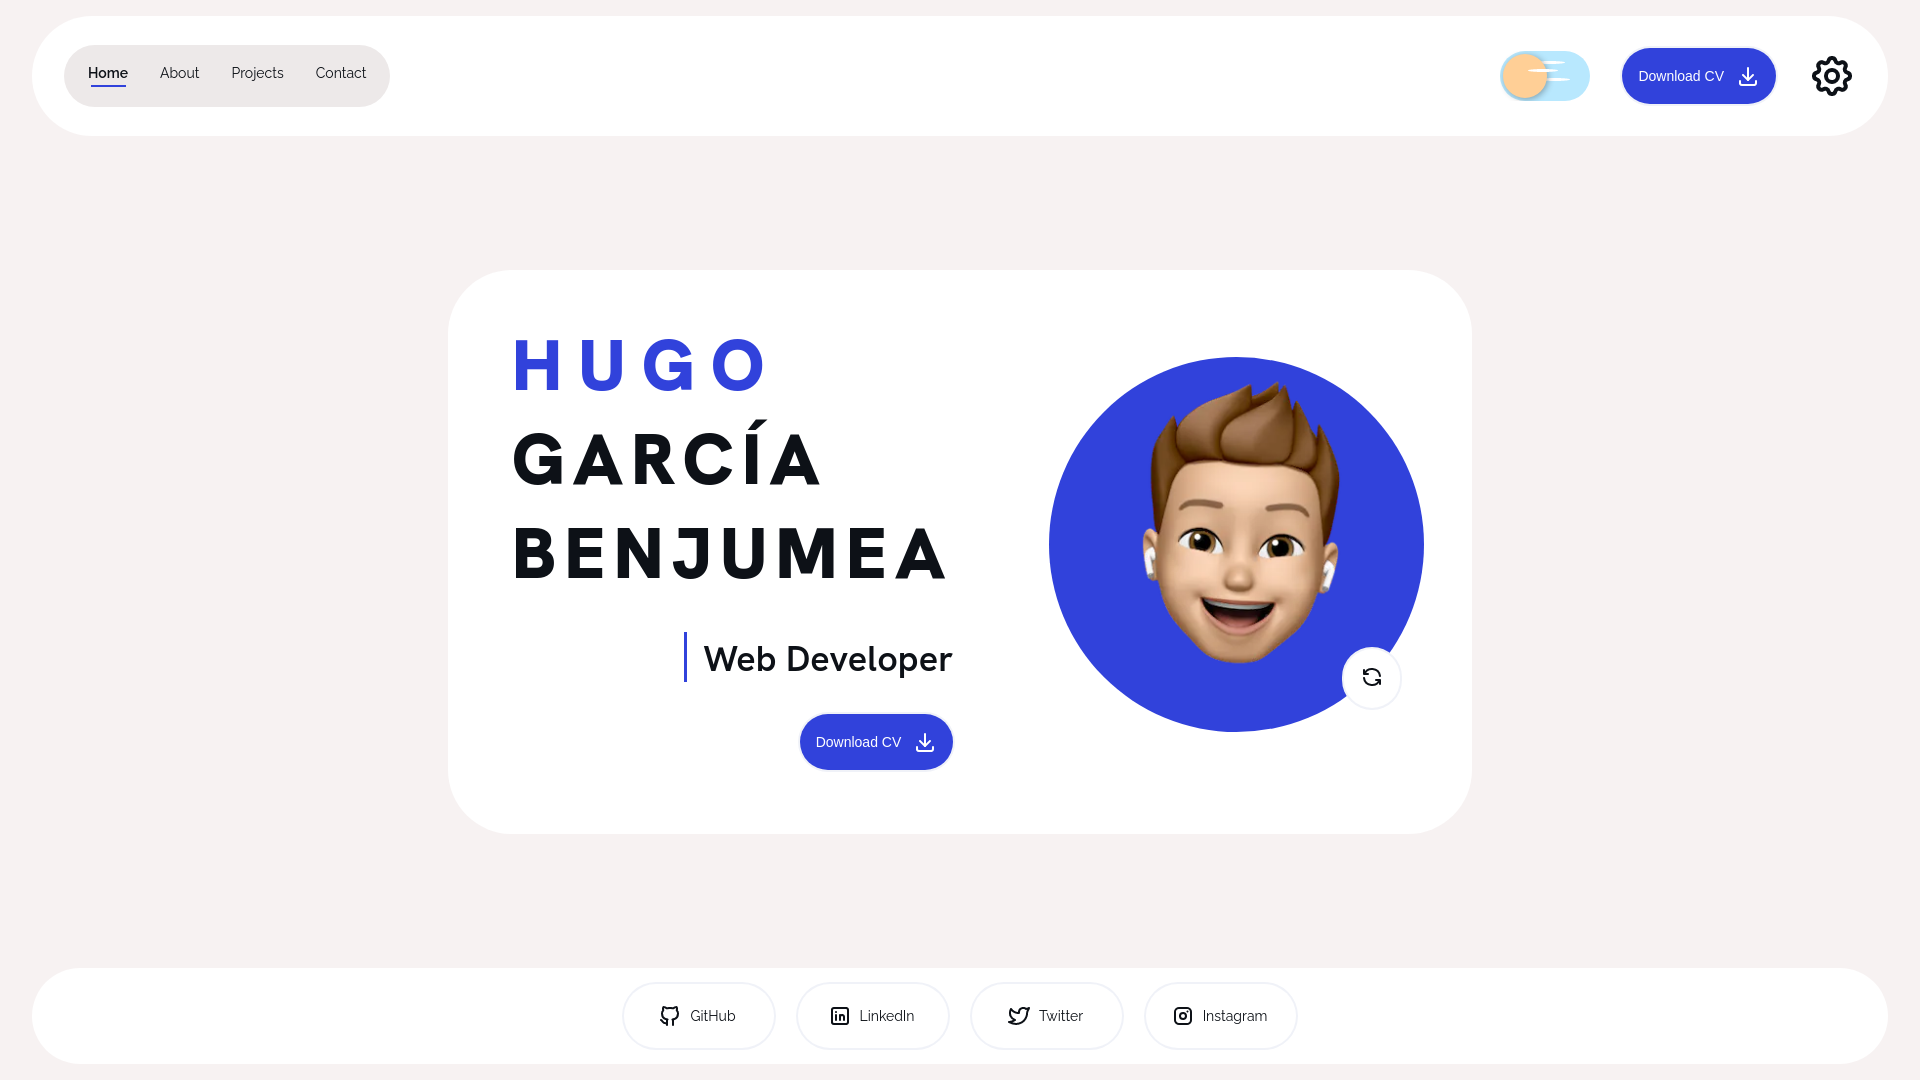 Home About Projects Contact
Download CV
HUGO
GARCÍA
BENJUMEA
Web Developer
Download CV
GitHub LinkedIn Twitter Instagram